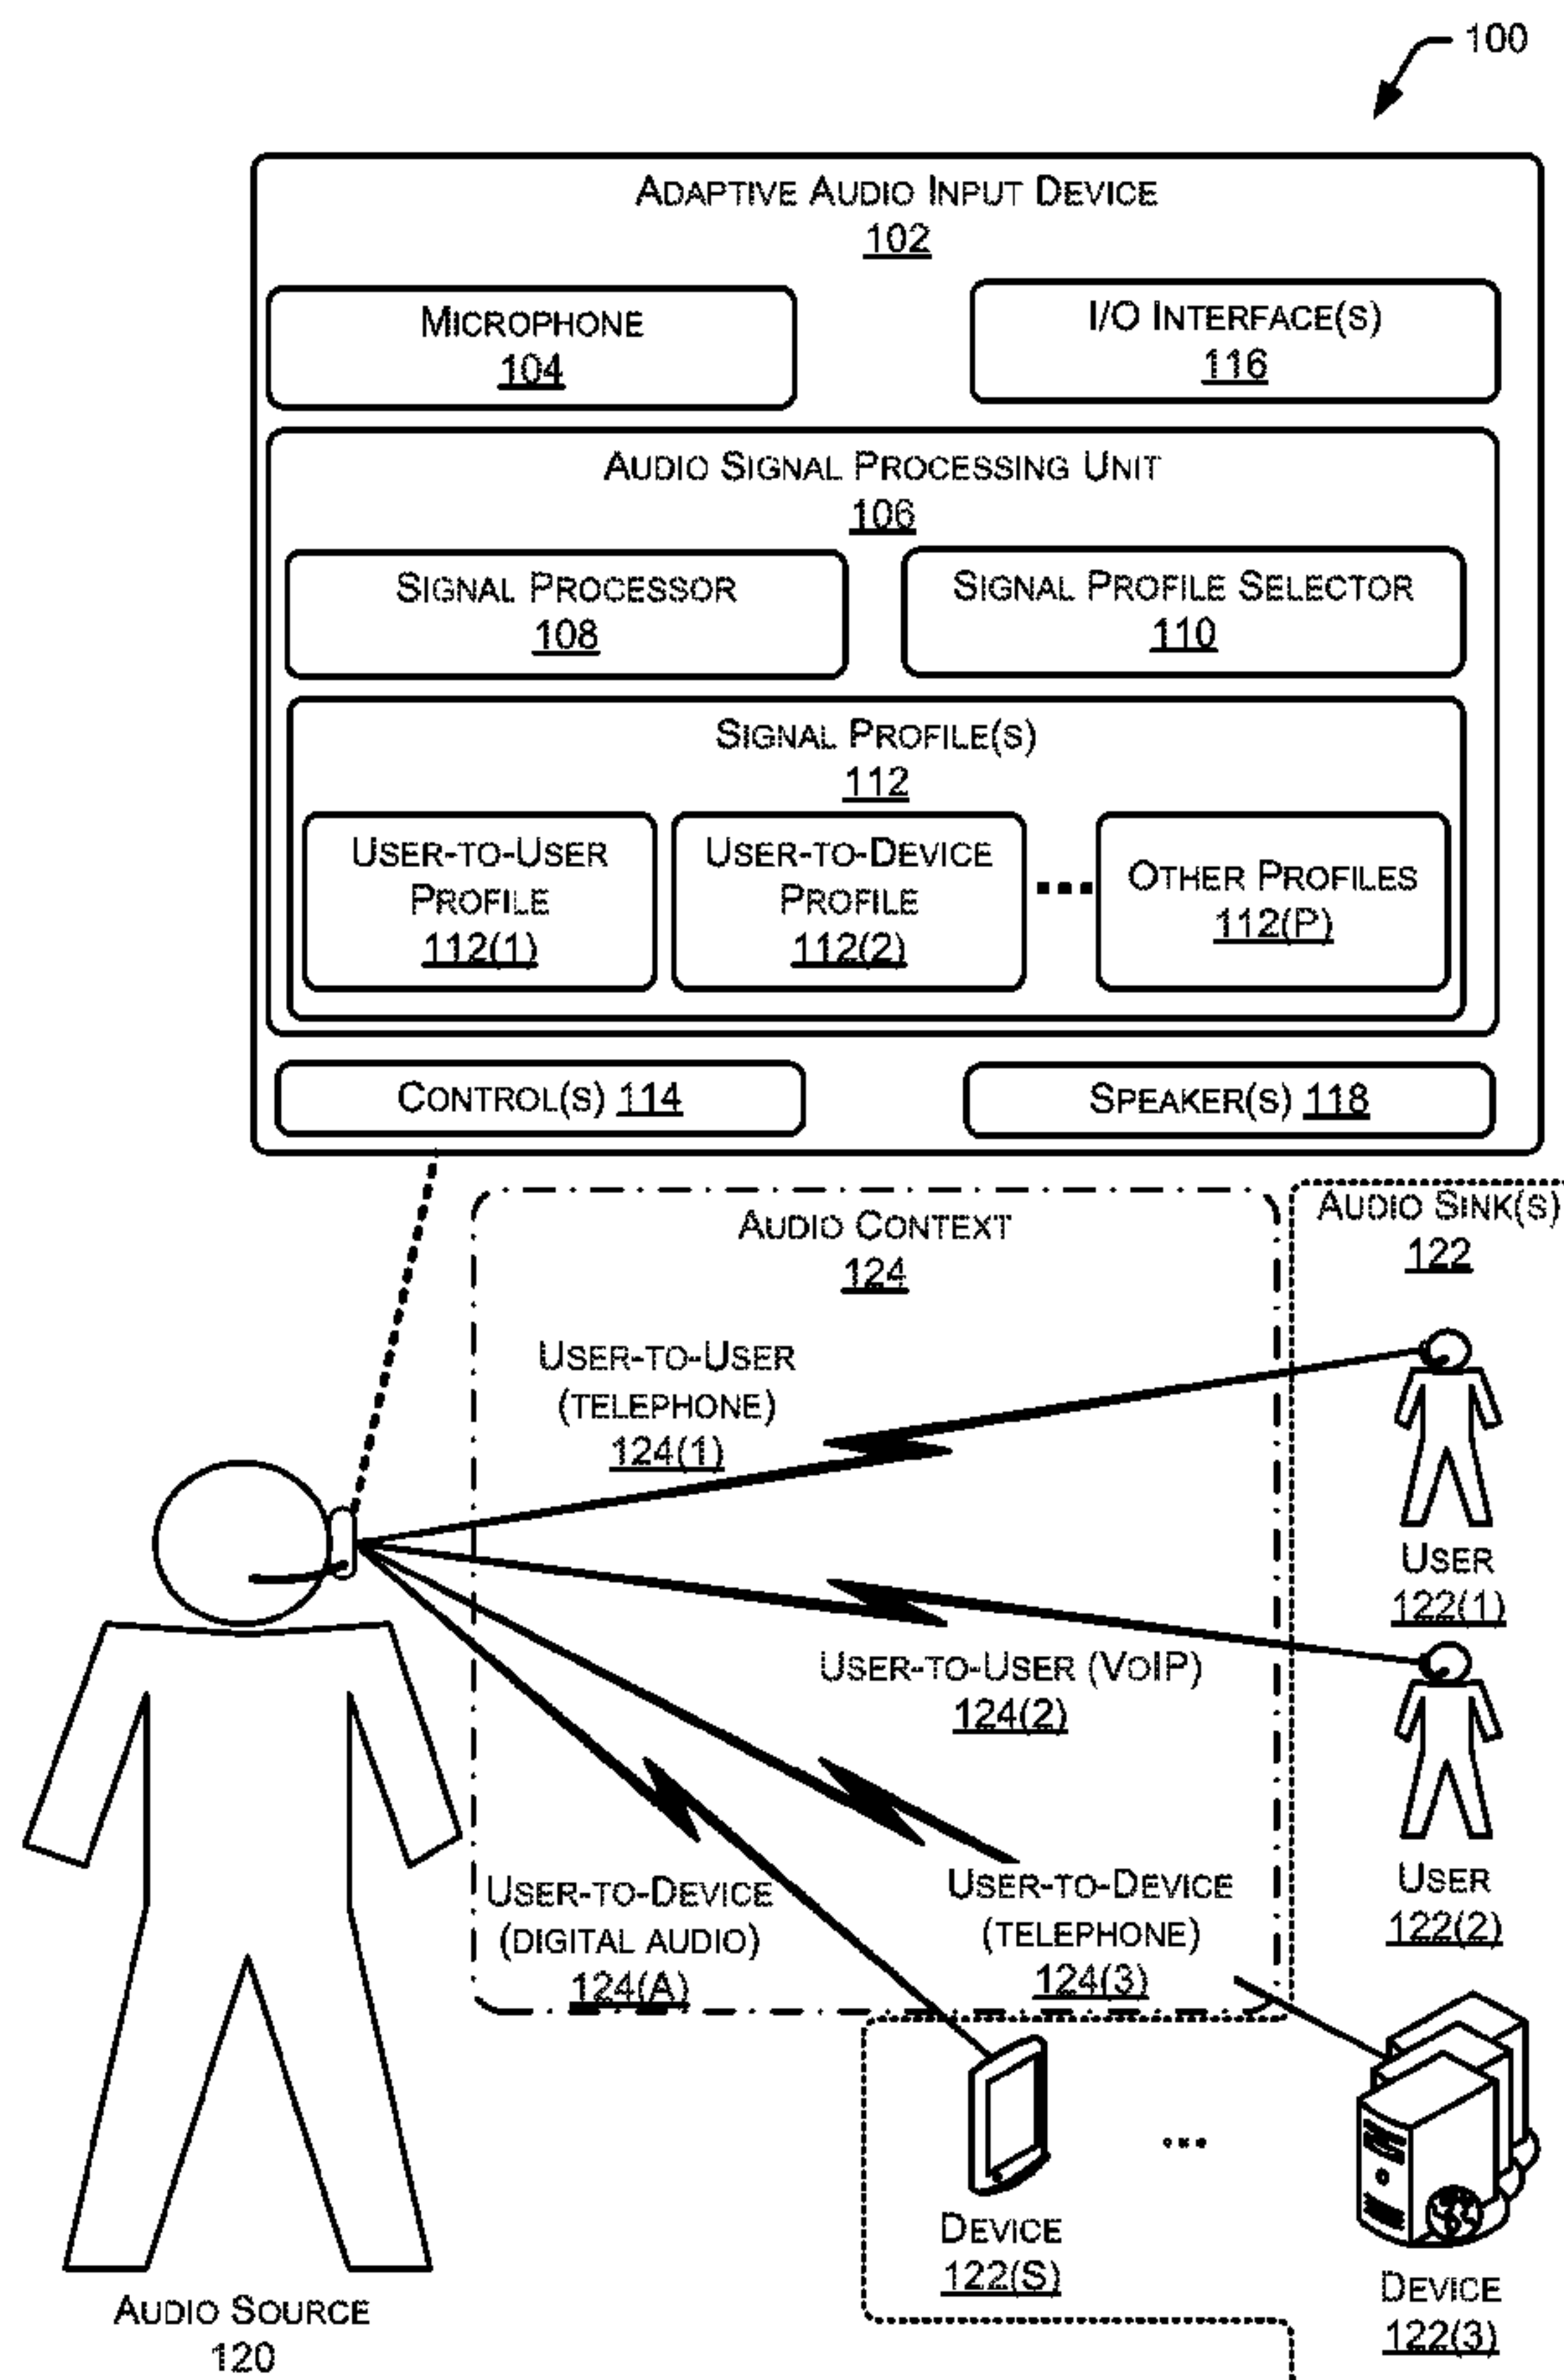 100
ADAPTIVE AUDIO INPUT DEVICE
102
MICROPHONE
104
I/O INTERFACE(S)
116
AUDIO SIGNAL PROCESSING UNIT
106
SIGNAL PROCESSOR
108
SIGNAL PROFILE SELECTOR
110
SIGNAL PROFILE(S)
112
USER-TO-USER
PROFILE
112(1)
USER-TO-DEVICE
PROFILE
112(2)
...
OTHER PROFILES
112(P)
CONTROL(S) 114
SPEAKER(S) 118
AUDIO CONTEXT
124
AUDIO SINK(S)
122
USER-TO-USER
(TELEPHONE)
124(1)
USER
122(1)
USER-TO-USER (VOIP)
124(2)
USER
122(2)
USER-TO-DEVICE
(DIGITAL AUDIO)
124(A)
USER-TO-DEVICE
(TELEPHONE)
124(3)
...
DEVICE
122(S)
DEVICE
122(3)
AUDIO SOURCE
120